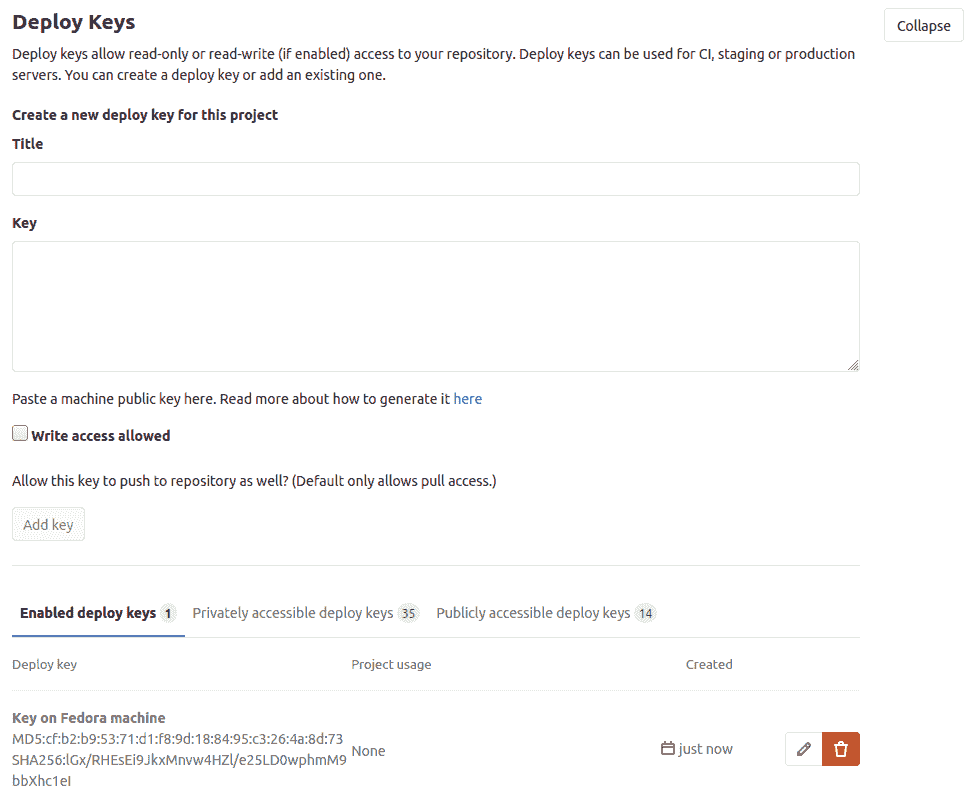 Deploy Keys
Collapse
Deploy keys allow read-only or read-write (if enabled) access to your repository. Deploy keys can be used for CI, staging or production
servers. You can create a deploy key or add an existing one.
Create a new deploy key for this project
Title
Key
Paste a machine public key here. Read more about how to generate it here
Write access allowed
Allow this key to push to repository as well? (Default only allows pull access.)
Add key
Enabled deploy keys 1 Privately accessible deploy keys 35 Publicly accessible deploy keys 14
Deploy key Project usage Created
Key on Fedora machine
MD5:cf:b2:b9:53:71:d1:f8:9d:18:84:95:c3:26:4a:8d:73
SHA256:lGx/RHEsEi9JkxMnvw4HZl/e25LD0wphmM9
bbXhc1eI
None
just now